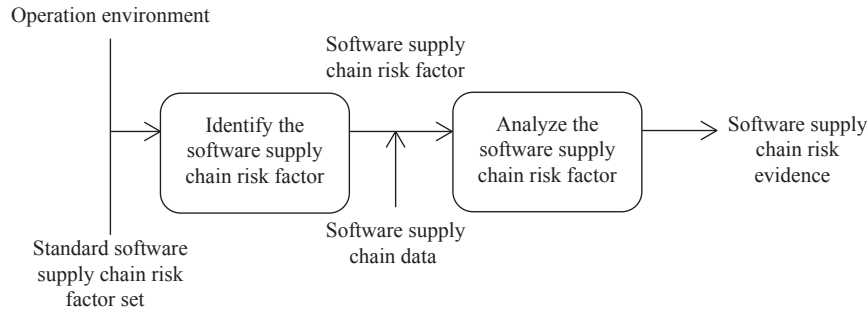 Operation environment
Software supply
chain risk factor
Identify the
software supply
chain risk factor
Analyze the
software supply
chain risk factor
Software supply
chain risk
evidence
Standard software
supply chain risk
factor set
Software supply
chain data